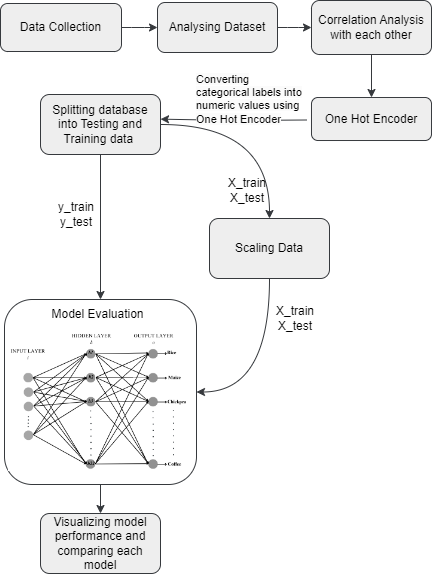 Data Collection
Analysing Dataset
Correlation Analysis
with each other
Converting
categorical labels into
numeric values using
One Hot Encoder
One Hot Encoder
Splitting database
into Testing and
Training data
X_train
X_test
y_train
y_test
Scaling Data
X_train
X_test
Model Evaluation
HIDDEN LAYER
OUTPUT LAYER
INPUT LAYER
Rice
Maize
Chickpea
Coffee
Visualizing model
performance and
comparing each
model